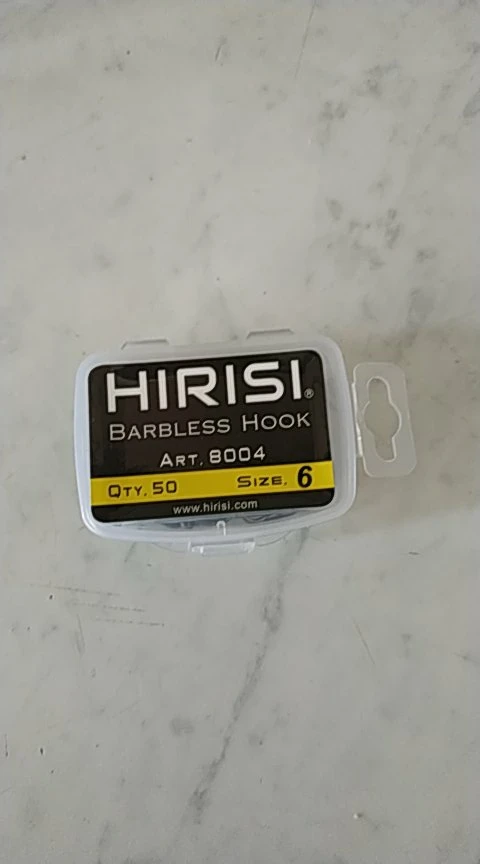 HIRISI®
BARBLESS HOOK
ART. 8004
QTY. 50 SIZE. 6
www.hirisi.com